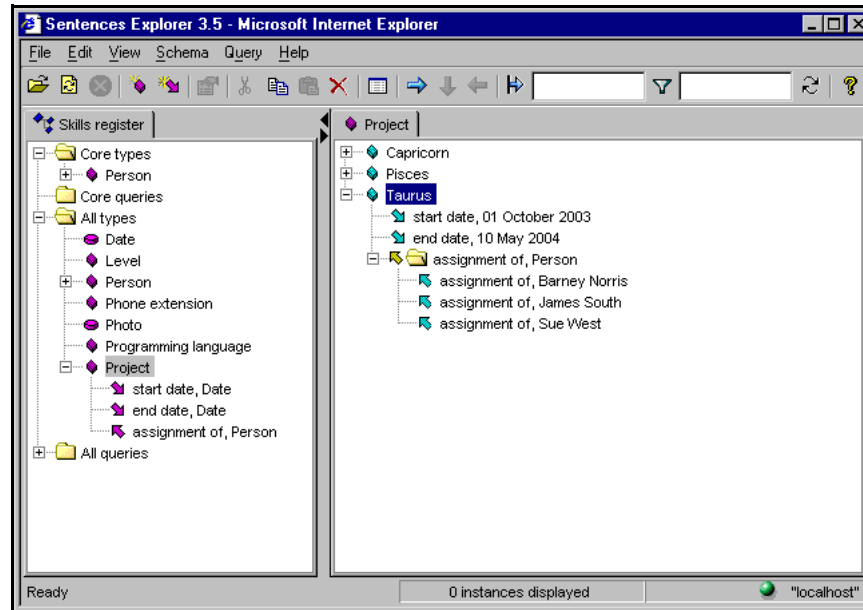 Sentences Explorer 3.5 - Microsoft Internet Explorer
File Edit View Schema Query Help
Skills register
Core types
Person
Core queries
All types
Date
Level
Person
Phone extension
Photo
Programming language
Project
start date, Date
end date, Date
assignment of, Person
All queries
Project
Capricorn
Pisces
Taurus
start date, 01 October 2003
end date, 10 May 2004
assignment of, Person
assignment of, Barney Norris
assignment of, James South
assignment of, Sue West
Ready 0 instances displayed "localhost"